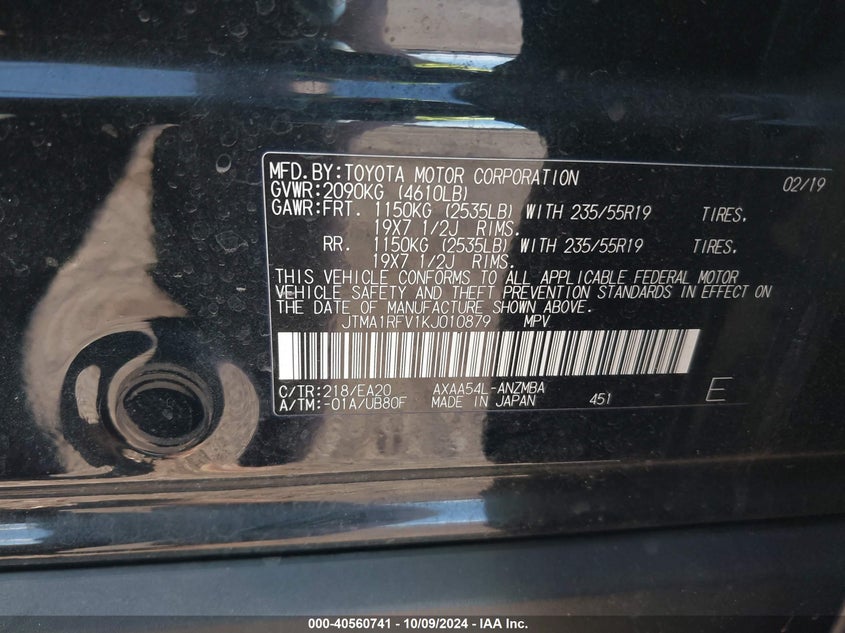 MFD.BY:TOYOTA MOTOR CORPORATION 02/19
GVWR:2090KG (4610LB)
GAWR:FRT. 1150KG (2535LB) WITH 235/55R19 TIRES,
19X7 1/2J RIMS.
RR. 1150KG (2535LB) WITH 235/55R19 TIRES,
19X7 1/2J RIMS.
THIS VEHICLE CONFORMS TO ALL APPLICABLE FEDERAL MOTOR
VEHICLE SAFETY AND THEFT PREVENTION STANDARDS IN EFFECT ON
THE DATE OF MANUFACTURE SHOWN ABOVE.
JTMA1RFV1KJ010879 MPV
C/TR:218/EA20 AXAA54L-ANZMBA
A/TM:-01A/UB80F MADE IN JAPAN 451 E
000-40560741 - 10/09/2024 - IAA Inc.